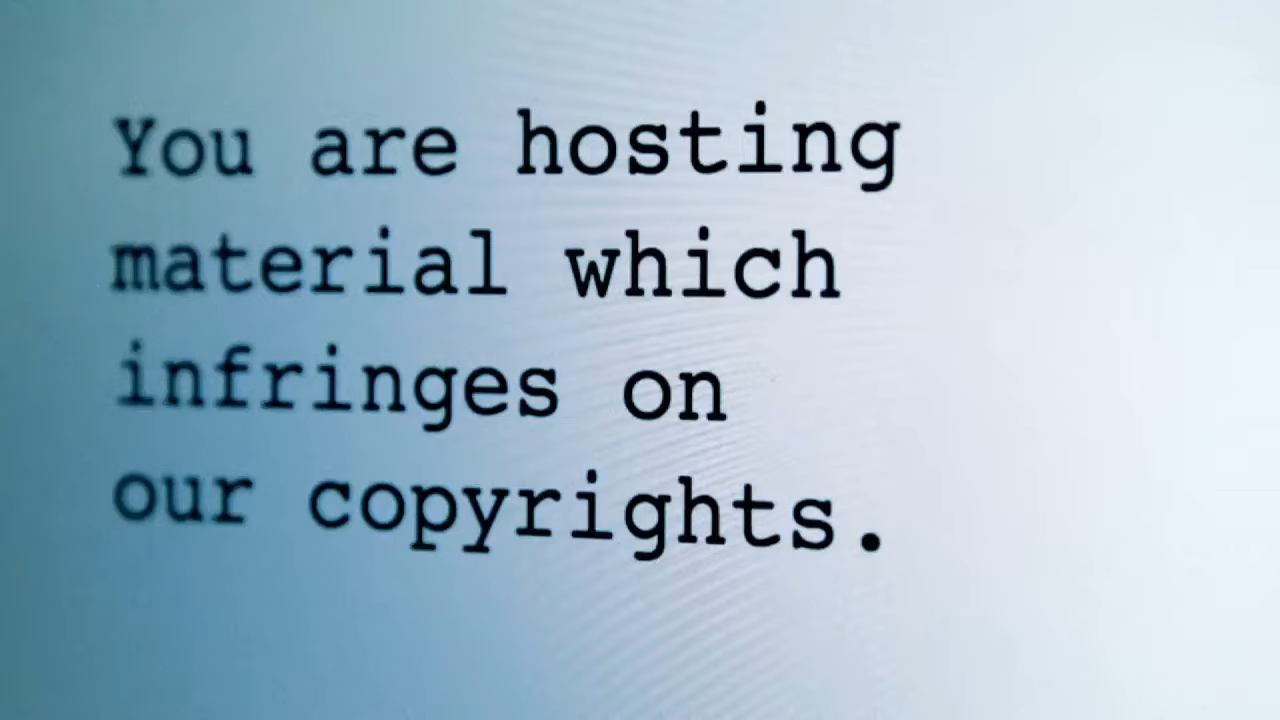 You are hosting
material which
infringes on
our copyrights.